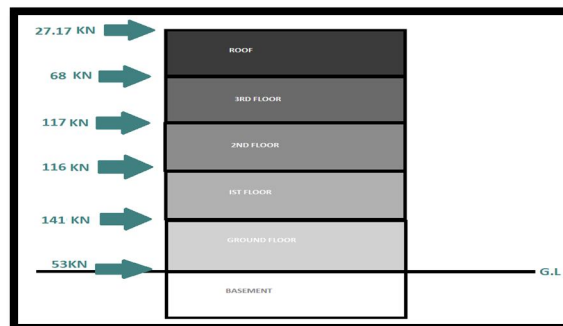 27.17 KN
ROOF
68 KN
3RD FLOOR
117 KN
2ND FLOOR
116 KN
IST FLOOR
141 KN
GROUND FLOOR
53KN
G.L
BASEMENT